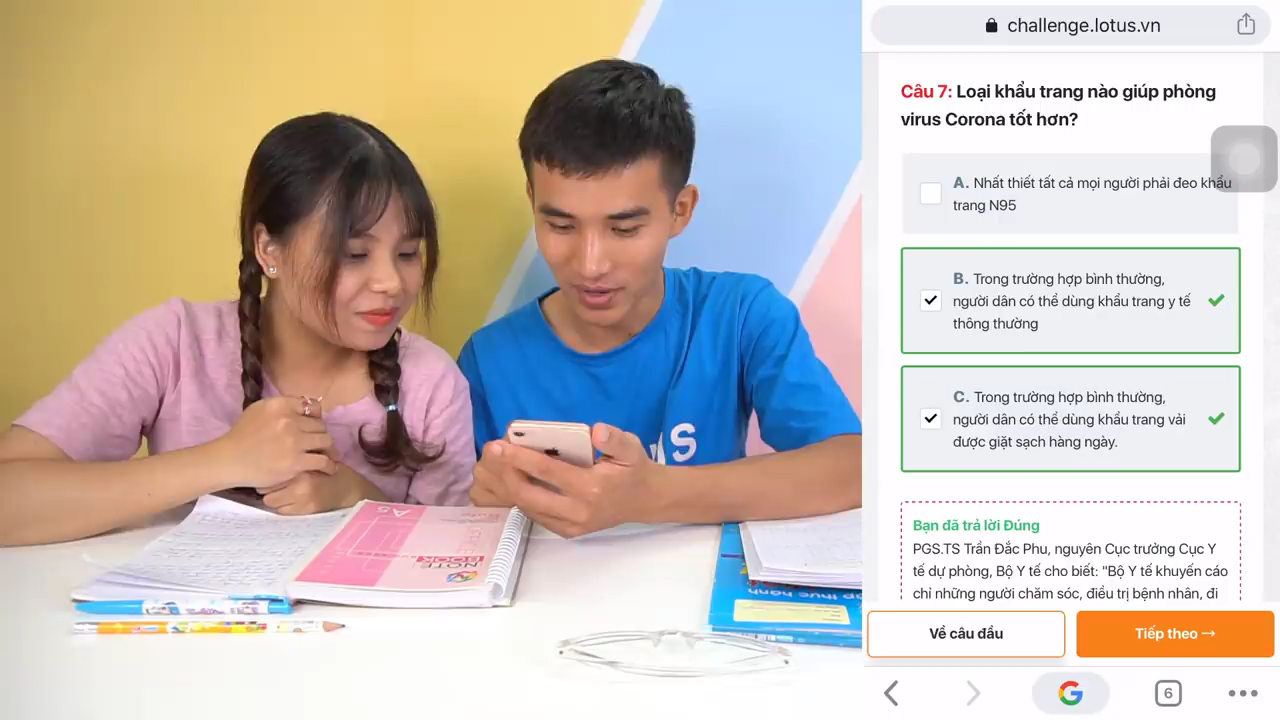 challenge.lotus.vn
Câu 7: Loại khẩu trang nào giúp phòng
virus Corona tốt hơn?
A. Nhất thiết tất cả mọi người phải đeo khẩu
trang N95
B. Trong trường hợp bình thường,
người dân có thể dùng khẩu trang y tế
thông thường
C. Trong trường hợp bình thường,
người dân có thể dùng khẩu trang vải
được giặt sạch hàng ngày.
Bạn đã trả lời Đúng
PGS.TS Trần Đắc Phu, nguyên Cục trưởng Cục Y
tế dự phòng, Bộ Y tế cho biết: "Bộ Y tế khuyến cáo
chỉ những người chăm sóc, điều trị bệnh nhân, đi
Về câu đầu
Tiếp theo →
6
A5
NOTE
BOOK